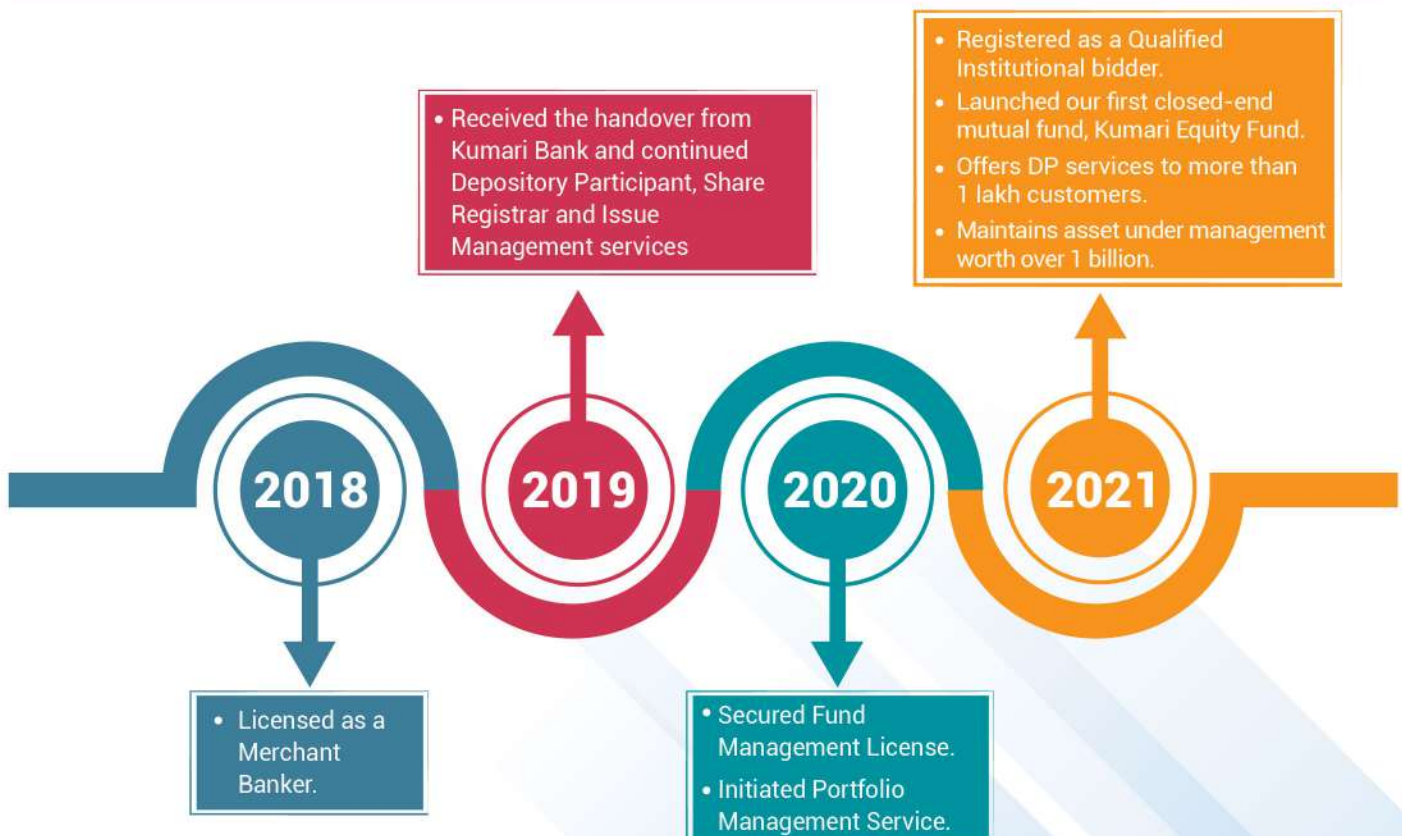 • Registered as a Qualified
Institutional bidder.
• Launched our first closed-end
mutual fund, Kumari Equity Fund.
• Offers DP services to more than
1 lakh customers.
• Maintains asset under management
worth over 1 billion.
• Received the handover from
Kumari Bank and continued
Depository Participant, Share
Registrar and Issue
Management services
2018
2019
2020
2021
• Licensed as a
Merchant
Banker.
• Secured Fund
Management License.
• Initiated Portfolio
Management Service.